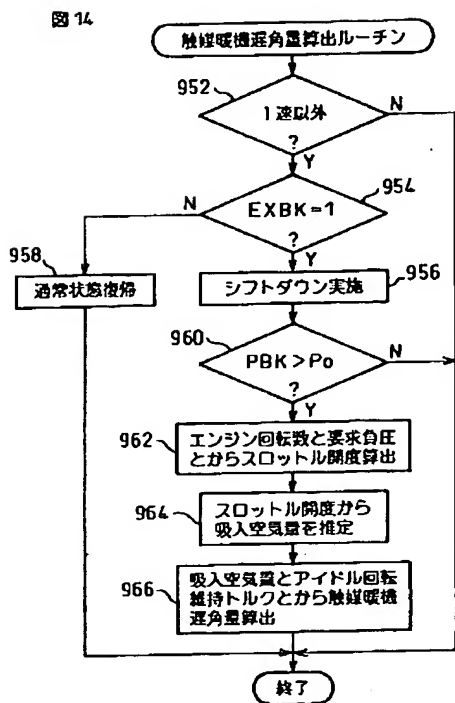 図14
触媒暖機遅角量算出ルーチン
952
1速以外
?
N
Y
954
EXBK=1
?
N
Y
958
通常状態復帰
956
シフトダウン実施
960
PBK>Po
?
N
Y
962
エンジン回転数と要求負圧
とからスロットル開度算出
964
スロットル開度から
吸入空気量を推定
966
吸入空気質とアイドル回転
維持トルクとから触媒暖機
遅角量算出
終了